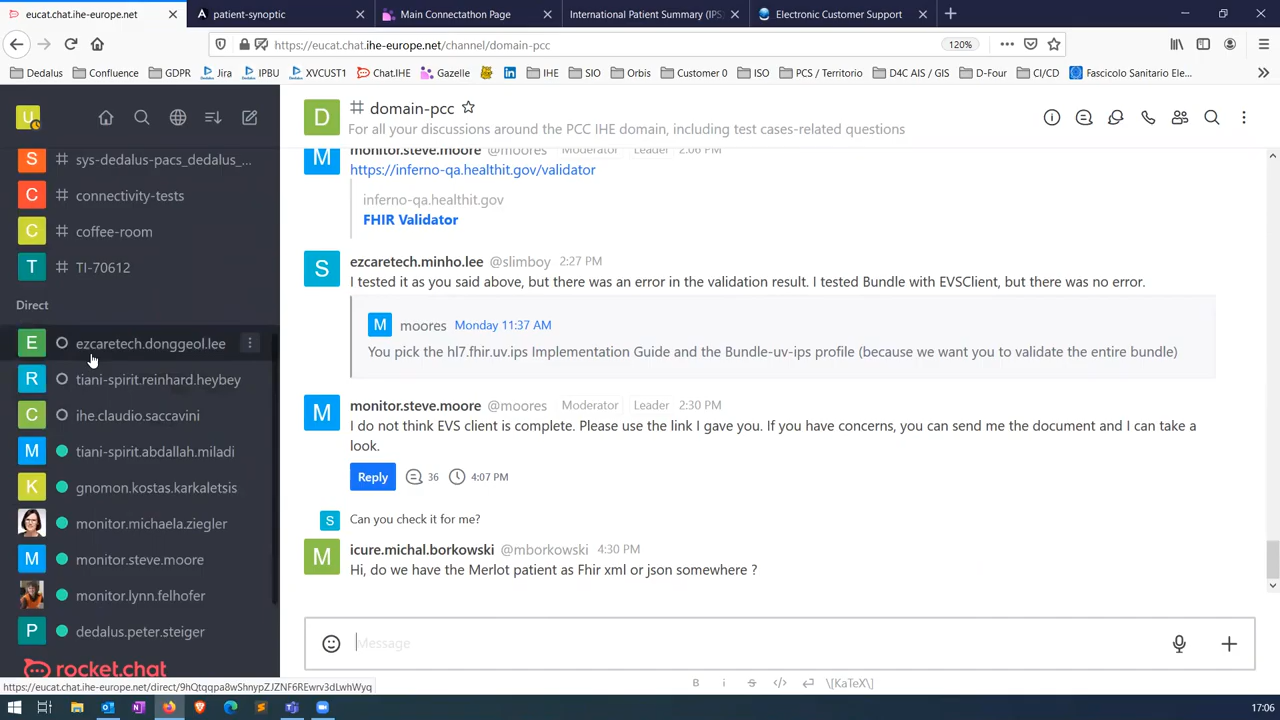 eucat.chat.ihe-europe.net
patient-synoptic
Main Connectathon Page
International Patient Summary (IPS)
Electronic Customer Support
https://eucat.chat.ihe-europe.net/channel/domain-pcc
120%
Dedalus
Confluence
GDPR
Jira
IPBU
XVCUST1
Chat.IHE
Gazelle
IHE
SIO
Orbis
Customer 0
ISO
PCS / Territorio
D4C AIS / GIS
D-Four
CI/CD
Fascicolo Sanitario Ele...
U
D
# domain-pcc
For all your discussions around the PCC IHE domain, including test cases-related questions
S # sys-dedalus-pacs_dedalus_...
C # connectivity-tests
C # coffee-room
T # TI-70612
Direct
E ezcaretech.donggeol.lee
R tiani-spirit.reinhard.heybey
C ihe.claudio.saccavini
M tiani-spirit.abdallah.miladi
K gnomon.kostas.karkaletsis
monitor.michaela.ziegler
M monitor.steve.moore
monitor.lynn.felhofer
P dedalus.peter.steiger
rocket.chat
https://eucat.chat.ihe-europe.net/direct/9hQtqqpa8wShnypZJZNF6REwrv3dLwhWyq
M monitor.steve.moore @moores Moderator Leader 2:06 PM
https://inferno-qa.healthit.gov/validator
inferno-qa.healthit.gov
FHIR Validator
S ezcaretech.minho.lee @slimboy 2:27 PM
I tested it as you said above, but there was an error in the validation result. I tested Bundle with EVSClient, but there was no error.
M moores Monday 11:37 AM
You pick the hl7.fhir.uv.ips Implementation Guide and the Bundle-uv-ips profile (because we want you to validate the entire bundle)
M monitor.steve.moore @moores Moderator Leader 2:30 PM
I do not think EVS client is complete. Please use the link I gave you. If you have concerns, you can send me the document and I can take a
look.
Reply 36 4:07 PM
S Can you check it for me?
M icure.michal.borkowski @mborkowski 4:30 PM
Hi, do we have the Merlot patient as Fhir xml or json somewhere ?
Message
B i S </> \[KaTeX\]
17:06